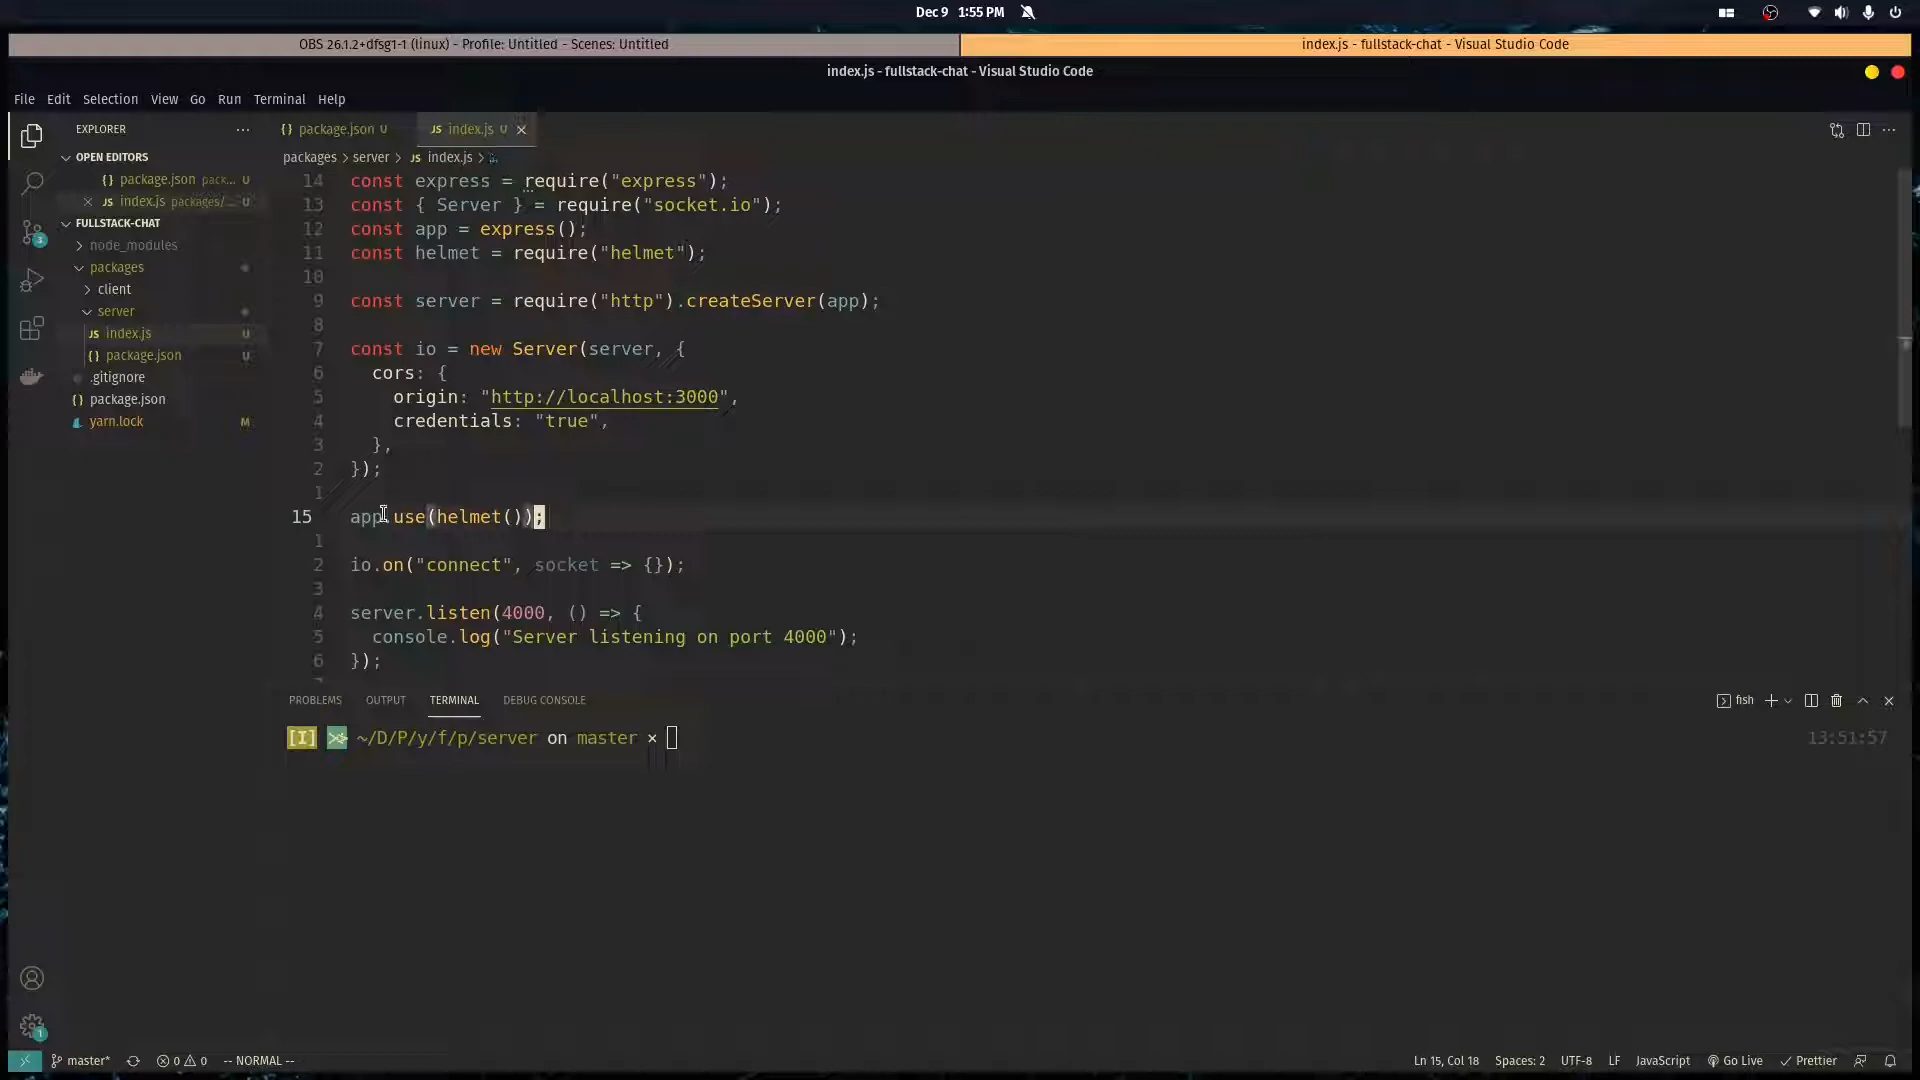 Dec 9 1:55 PM
OBS 26.1.2+dfsg1-1 (linux) - Profile: Untitled - Scenes: Untitled
index.js - fullstack-chat - Visual Studio Code
index.js - fullstack-chat - Visual Studio Code
File Edit Selection View Go Run Terminal Help
EXPLORER ...
OPEN EDITORS
{} package.json pack... U
× JS index.js packages/... U
FULLSTACK-CHAT
> node_modules
packages
> client
server
JS index.js U
{} package.json U
.gitignore
{} package.json
yarn.lock M
3
1
{} package.json U JS index.js U ×
packages > server > JS index.js >
14 const express = require("express");
13 const { Server } = require("socket.io");
12 const app = express();
11 const helmet = require("helmet");
10
9 const server = require("http").createServer(app);
8
7 const io = new Server(server, {
6 cors: {
5 origin: "http://localhost:3000",
4 credentials: "true",
3 },
2 });
1
15 app.use(helmet());
1
2 io.on("connect", socket => {});
3
4 server.listen(4000, () => {
5 console.log("Server listening on port 4000");
6 });
PROBLEMS OUTPUT TERMINAL DEBUG CONSOLE
fish
[I] ~/D/P/y/f/p/server on master × 13:51:57
master* 0 0 -- NORMAL -- Ln 15, Col 18 Spaces: 2 UTF-8 LF JavaScript Go Live Prettier